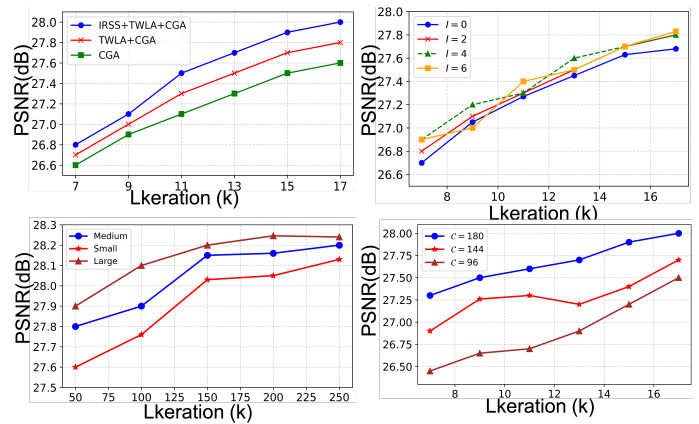 28.0
27.8
27.6
27.4
27.2
27.0
26.8
26.6
PSNR(dB)
IRSS+TWLA+CGA
TWLA+CGA
CGA
7 9 11 13 15 17
Lkeration (k)
28.0
27.8
27.6
27.4
27.2
27.0
26.8
26.6
PSNR(dB)
I = 0
I = 2
I = 4
I = 6
8 10 12 14 16
Lkeration (k)
28.3
28.2
28.1
28.0
27.9
27.8
27.7
27.6
27.5
PSNR(dB)
Medium
Small
Large
50 75 100 125 150 175 200 225 250
Lkeration (k)
28.00
27.75
27.50
27.25
27.00
26.75
26.50
PSNR(dB)
C = 180
C = 144
C = 96
8 10 12 14 16
Lkeration (k)